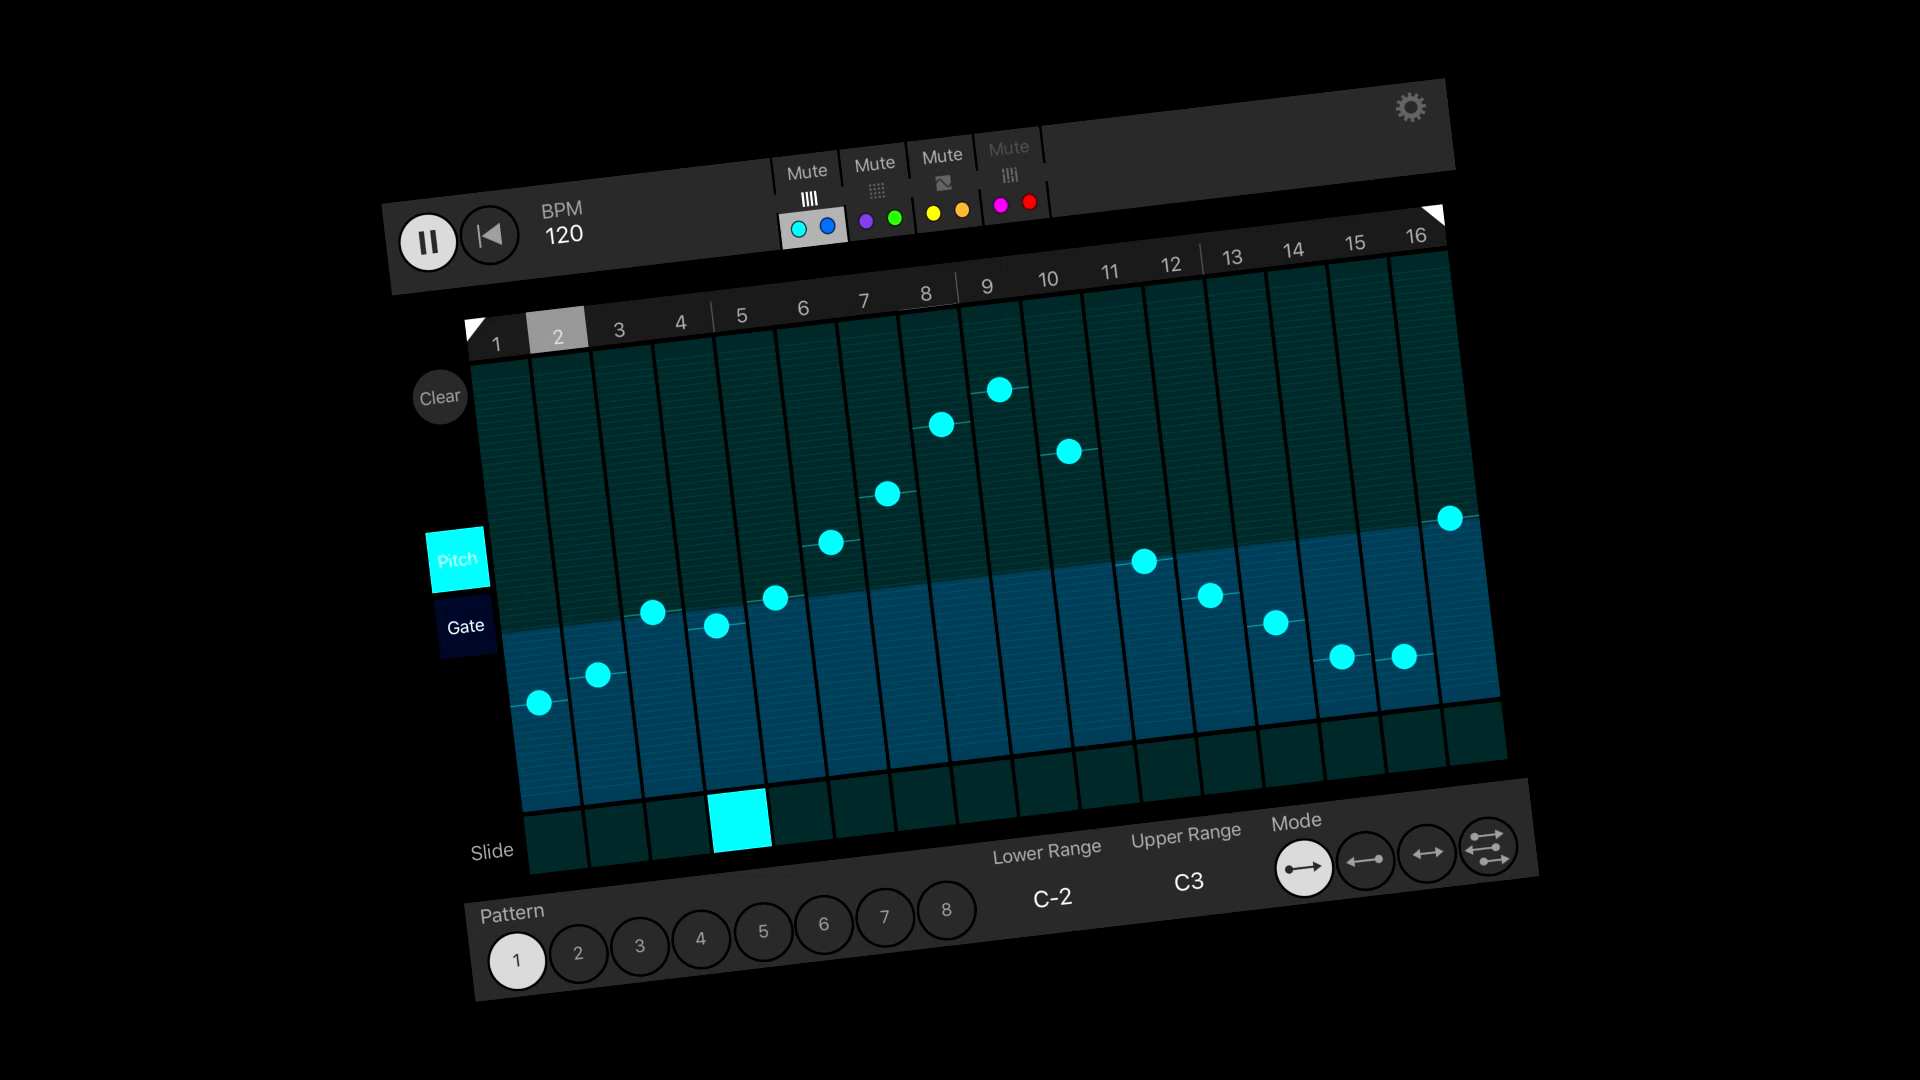 BPM
120
Mute Mute Mute Mute
1 2 3 4 5 6 7 8 9 10 11 12 13 14 15 16
Clear
Pitch
Gate
Slide
Pattern
1 2 3 4 5 6 7 8
Lower Range
C-2
Upper Range
C3
Mode